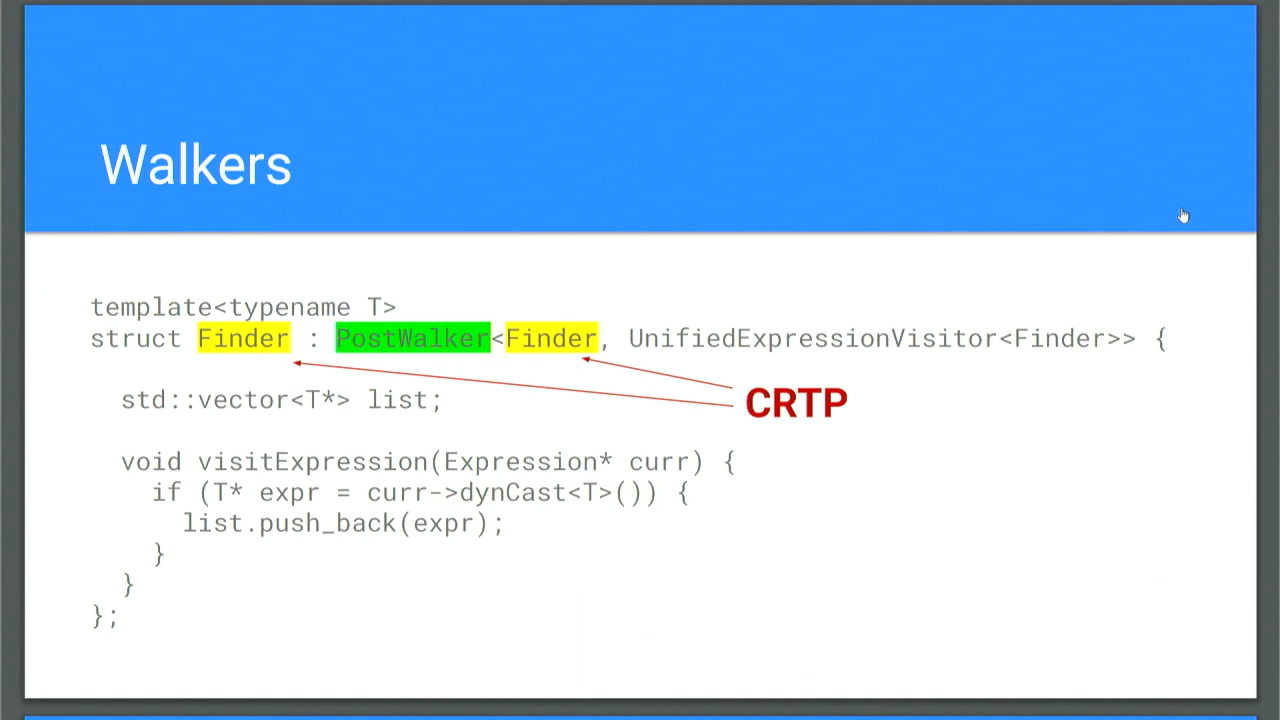 Walkers
template<typename T>
struct Finder : PostWalker<Finder, UnifiedExpressionVisitor<Finder>> {
std::vector<T*> list;
CRTP
void visitExpression(Expression* curr) {
if (T* expr = curr->dynCast<T>()) {
list.push_back(expr);
}
}
};